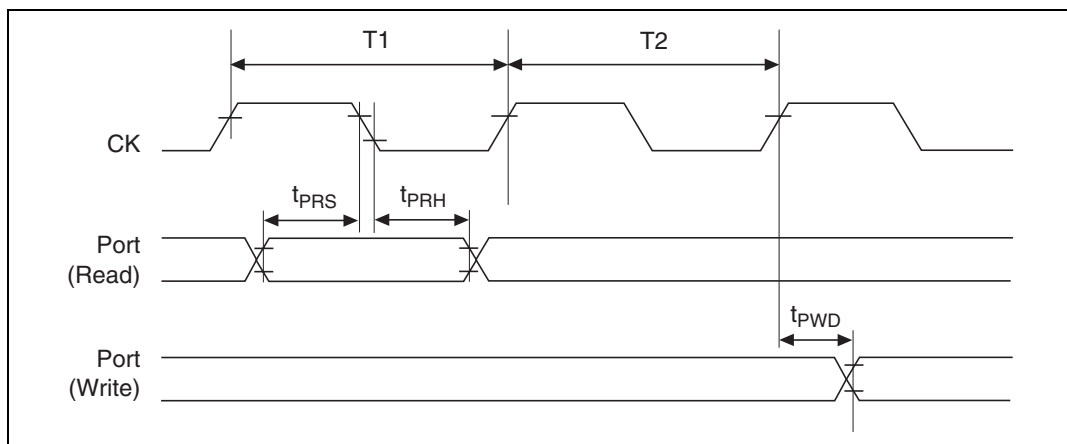 T1
T2
CK
tPRS
tPRH
Port
(Read)
tPWD
Port
(Write)